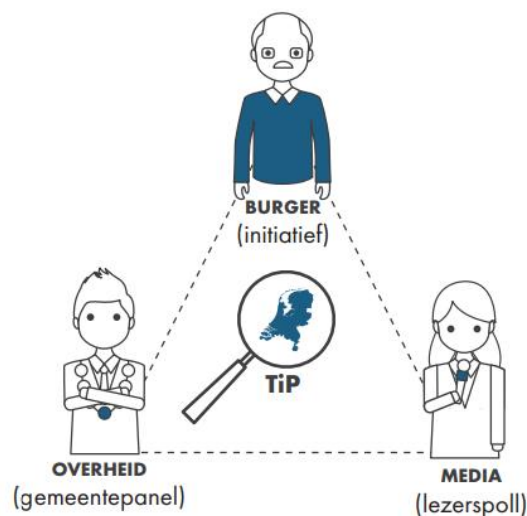 BURGER
(initiatief)
TiP
OVERHEID
(gemeentepanel)
MEDIA
(lezerspoll)